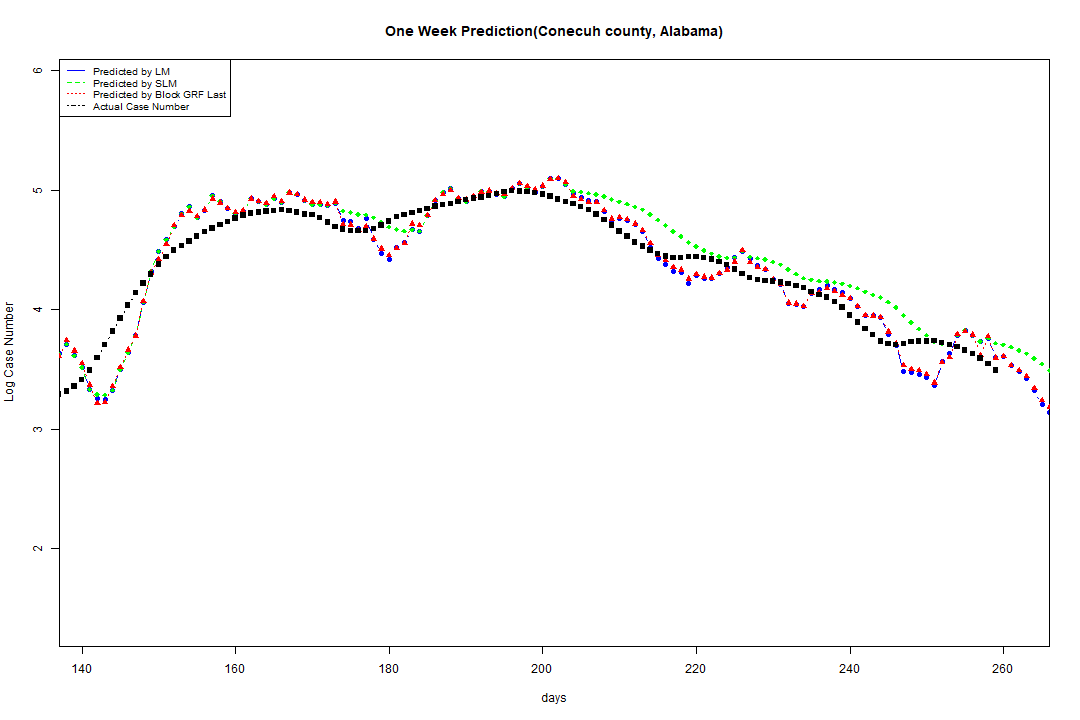 One Week Prediction(Conecuh county, Alabama)
Predicted by LM
Predicted by SLM
Predicted by Block GRF Last
Actual Case Number
6
5
4
3
2
Log Case Number
140 160 180 200 220 240 260
days